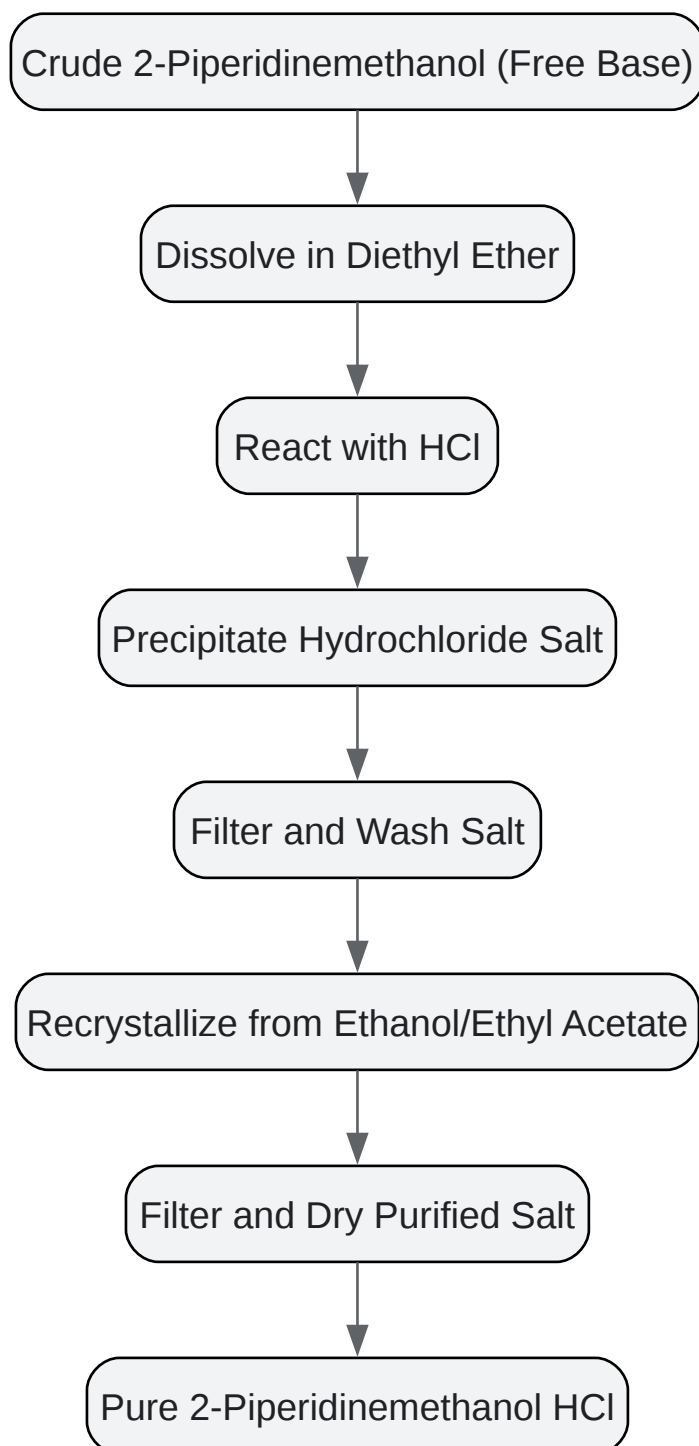 Crude 2-Piperidinemethanol (Free Base)
Dissolve in Diethyl Ether
React with HCl
Precipitate Hydrochloride Salt
Filter and Wash Salt
Recrystallize from Ethanol/Ethyl Acetate
Filter and Dry Purified Salt
Pure 2-Piperidinemethanol HCl